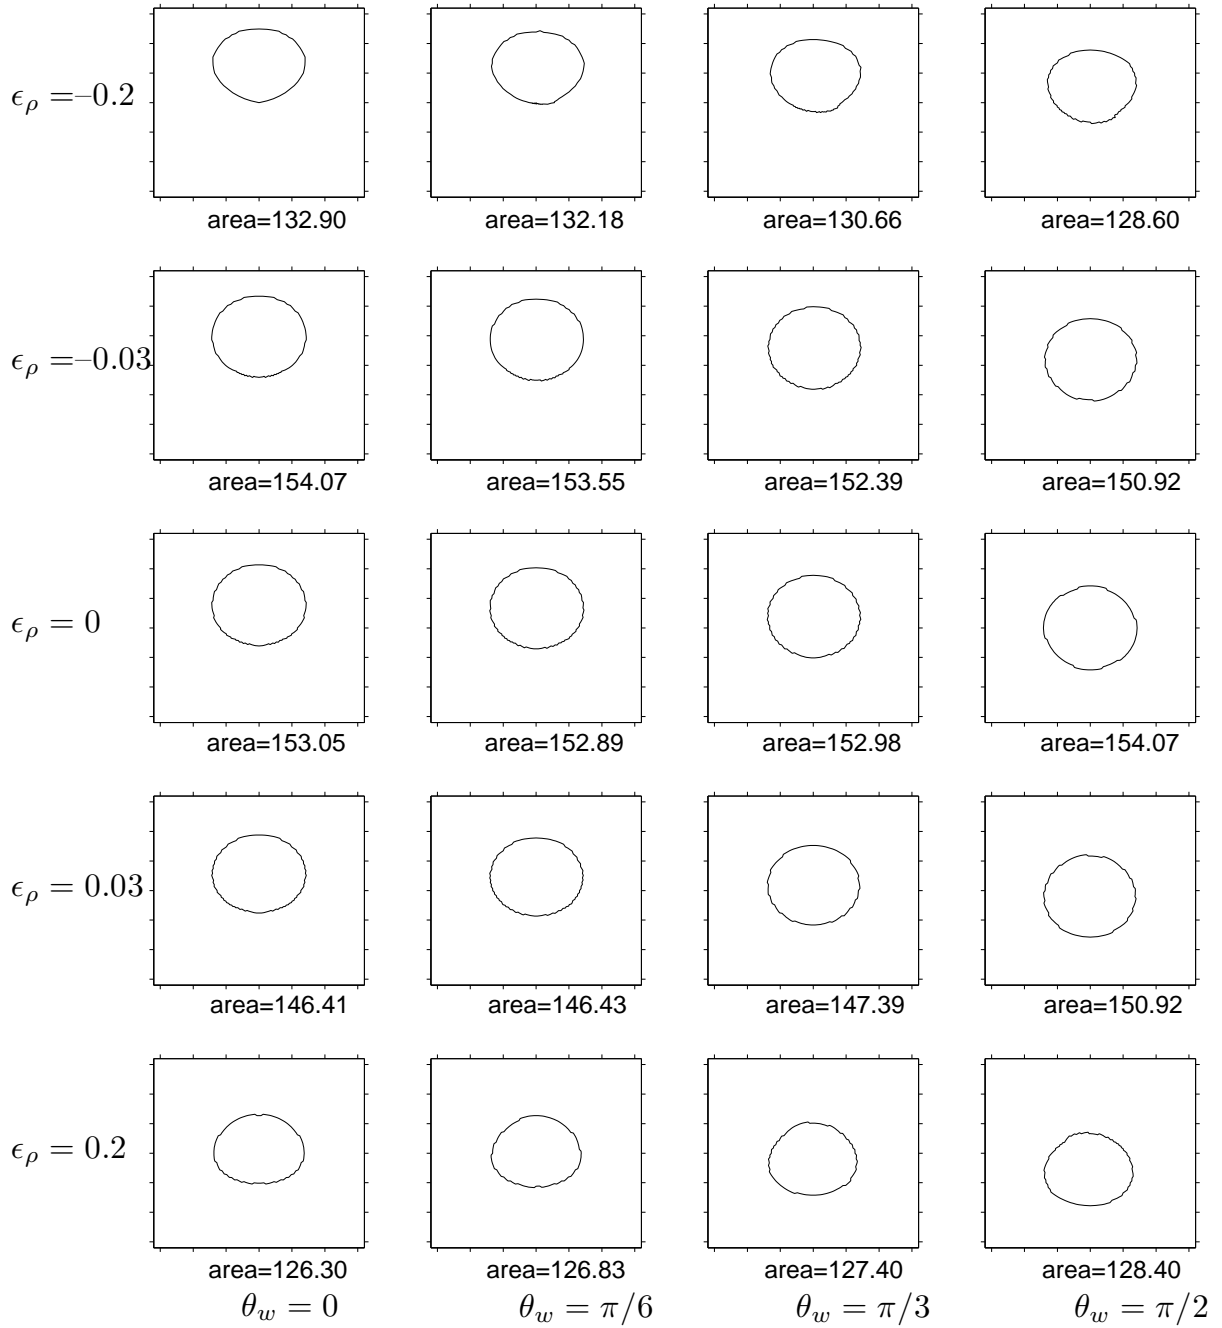 ϵρ =–0.2
area=132.90 area=132.18 area=130.66 area=128.60
ϵρ =–0.03
area=154.07 area=153.55 area=152.39 area=150.92
ϵρ = 0
area=153.05 area=152.89 area=152.98 area=154.07
ϵρ = 0.03
area=146.41 area=146.43 area=147.39 area=150.92
ϵρ = 0.2
area=126.30 area=126.83 area=127.40 area=128.40
θw = 0 θw = π/6 θw = π/3 θw = π/2